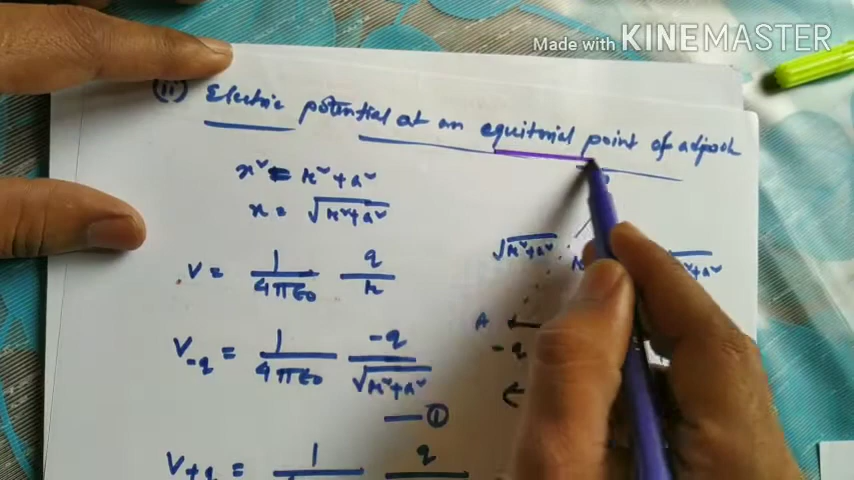 Made with KINEMASTER
(ii) Electric potential at an equitorial point of a dipole
x² = r² + a²
x = √r²+a²
√r²+a²
V = 1/4πε0 q/r
A
V-q = 1/4πε0 -q/√r²+a²
-q
— ①
V+q = 1 q